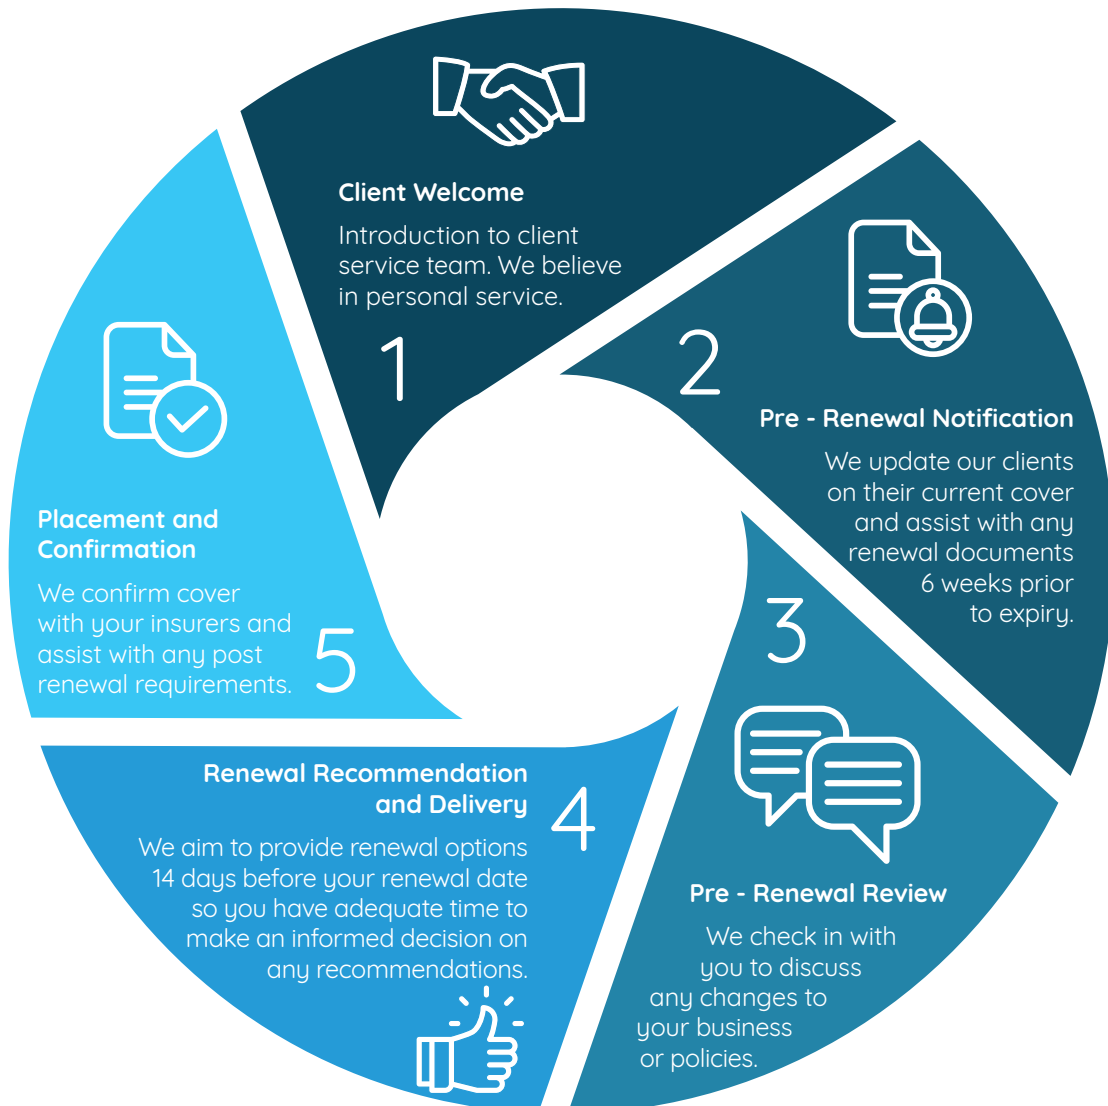 Client Welcome
Introduction to client
service team. We believe
in personal service.
1
2
Pre - Renewal Notification
We update our clients
on their current cover
and assist with any
renewal documents
6 weeks prior
to expiry.
3
Pre - Renewal Review
We check in with
you to discuss
any changes to
your business
or policies.
Renewal Recommendation
and Delivery
4
We aim to provide renewal options
14 days before your renewal date
so you have adequate time to
make an informed decision on
any recommendations.
Placement and
Confirmation
We confirm cover
with your insurers and
assist with any post
renewal requirements.
5